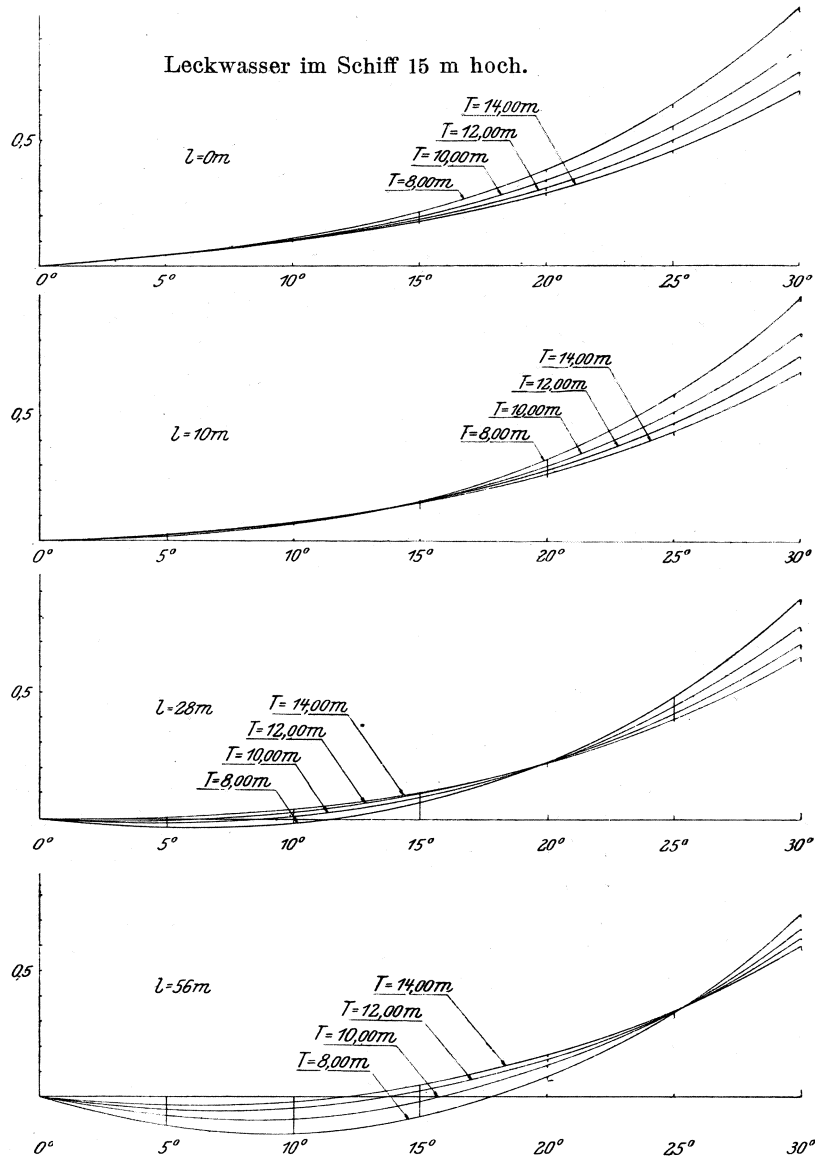 Leckwasser im Schiff 15 m hoch.
T= 14,00m
T= 12,00m
T= 10,00m
T= 8,00m
0,5
l=0m
0° 5° 10° 15° 20° 25° 30°
T= 14,00m
T= 12,00m
T= 10,00m
T= 8,00m
0,5
l=10m
0° 5° 10° 15° 20° 25° 30°
T= 14,00m
T= 12,00m
T= 10,00m
T= 8,00m
0,5
l=28m
0° 5° 10° 15° 20° 25° 30°
T= 14,00m
T= 12,00m
T= 10,00m
T= 8,00m
0,5
l=56m
0° 5° 10° 15° 20° 25° 30°